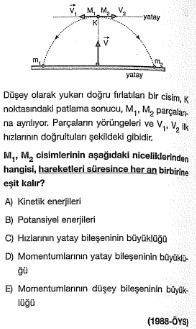 V₁ M₁ M₂ V₂
yatay
K
V
m₁ m₂
yatay
Düşey olarak yukarı doğru fırlatılan bir cisim, K
noktasındaki patlama sonucu, M₁, M₂ parçaları-
na ayrılıyor. Parçaların yörüngeleri ve V₁, V₂ ilk
hızlarının doğrultuları şekildeki gibidir.
M₁, M₂ cisimlerinin aşağıdaki niceliklerinden
hangisi, hareketleri süresince her an birbirine
eşit kalır?
A) Kinetik enerjileri
B) Potansiyel enerjileri
C) Hızlarının yatay bileşeninin büyüklüğü
D) Momentumlarının yatay bileşeninin büyüklü-
ğü
E) Momentumlarının düşey bileşeninin büyük-
lüğü
(1988-ÖYS)